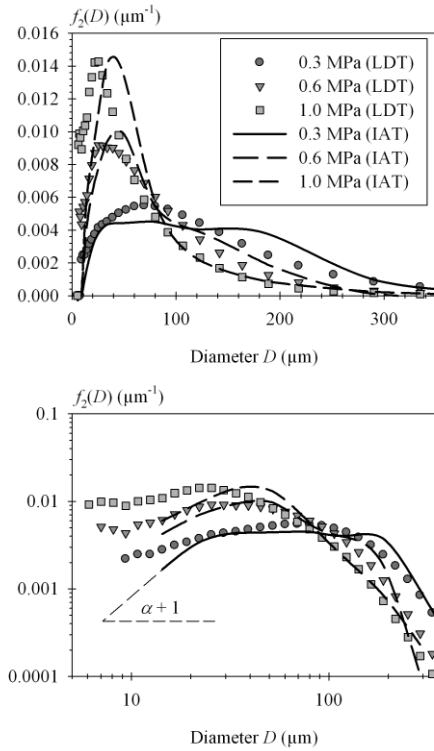 f₂(D) (µm⁻¹)
0.016
0.014
0.012
0.010
0.008
0.006
0.004
0.002
0.000
0.3 MPa (LDT)
0.6 MPa (LDT)
1.0 MPa (LDT)
0.3 MPa (IAT)
0.6 MPa (IAT)
1.0 MPa (IAT)
0 100 200 300
Diameter D (µm)
f₂(D) (µm⁻¹)
0.1
0.01
0.001
0.0001
α + 1
10 100
Diameter D (µm)